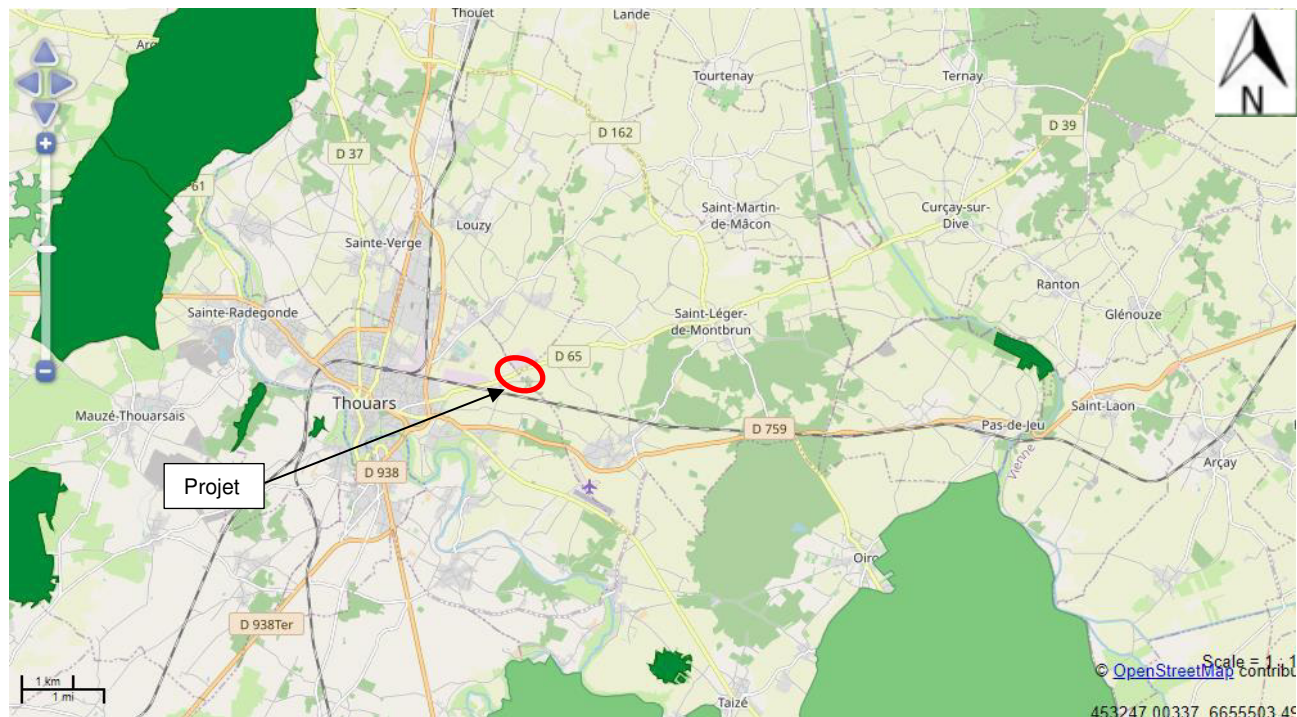 Thouet
Lande
Tourtenay
Ternay
N
D 39
D 162
D 37
61
Saint-Martin-
de-Mâcon
Curçay-sur-
Dive
Louzy
Sainte-Verge
Ranton
Glénouze
Sainte-Radegonde
Saint-Léger-
de-Montbrun
D 65
Thouars
Mauzé-Thouarsais
Saint-Laon
Pas-de-Jeu
D 759
Arçay
D 938
Projet
Vienne
Oiro
D 938Ter
Taizé
1 km
1 mi
Scale = 1 : 1
© OpenStreetMap contribu
453247.00337, 6655503.49